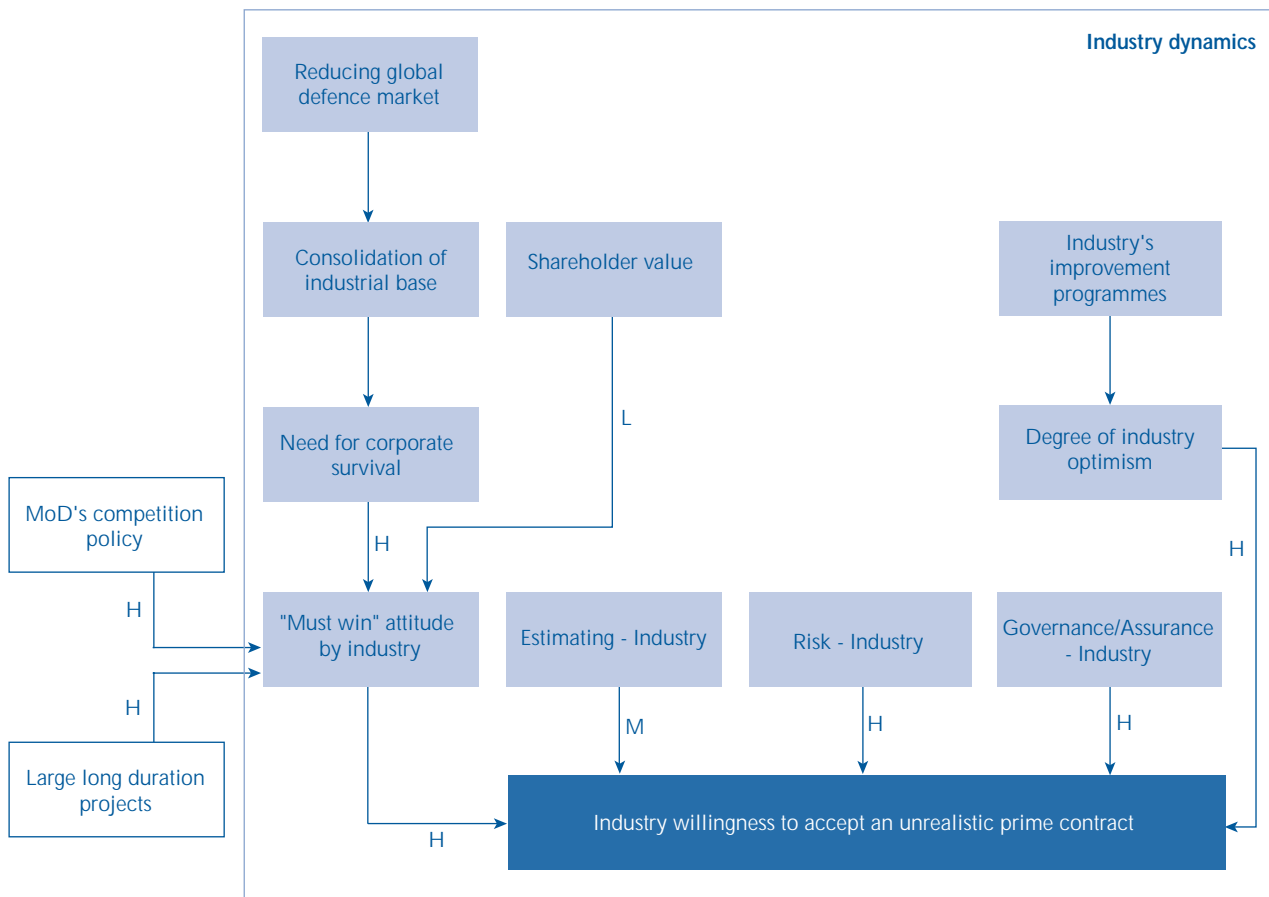 Industry dynamics
Reducing global
defence market
Consolidation of
industrial base
Shareholder value
Industry's
improvement
programmes
Need for corporate
survival
L
Degree of industry
optimism
MoD's competition
policy
H
H
H
"Must win" attitude
by industry
Estimating - Industry
Risk - Industry
Governance/Assurance
- Industry
H
M
H
H
Large long duration
projects
Industry willingness to accept an unrealistic prime contract
H